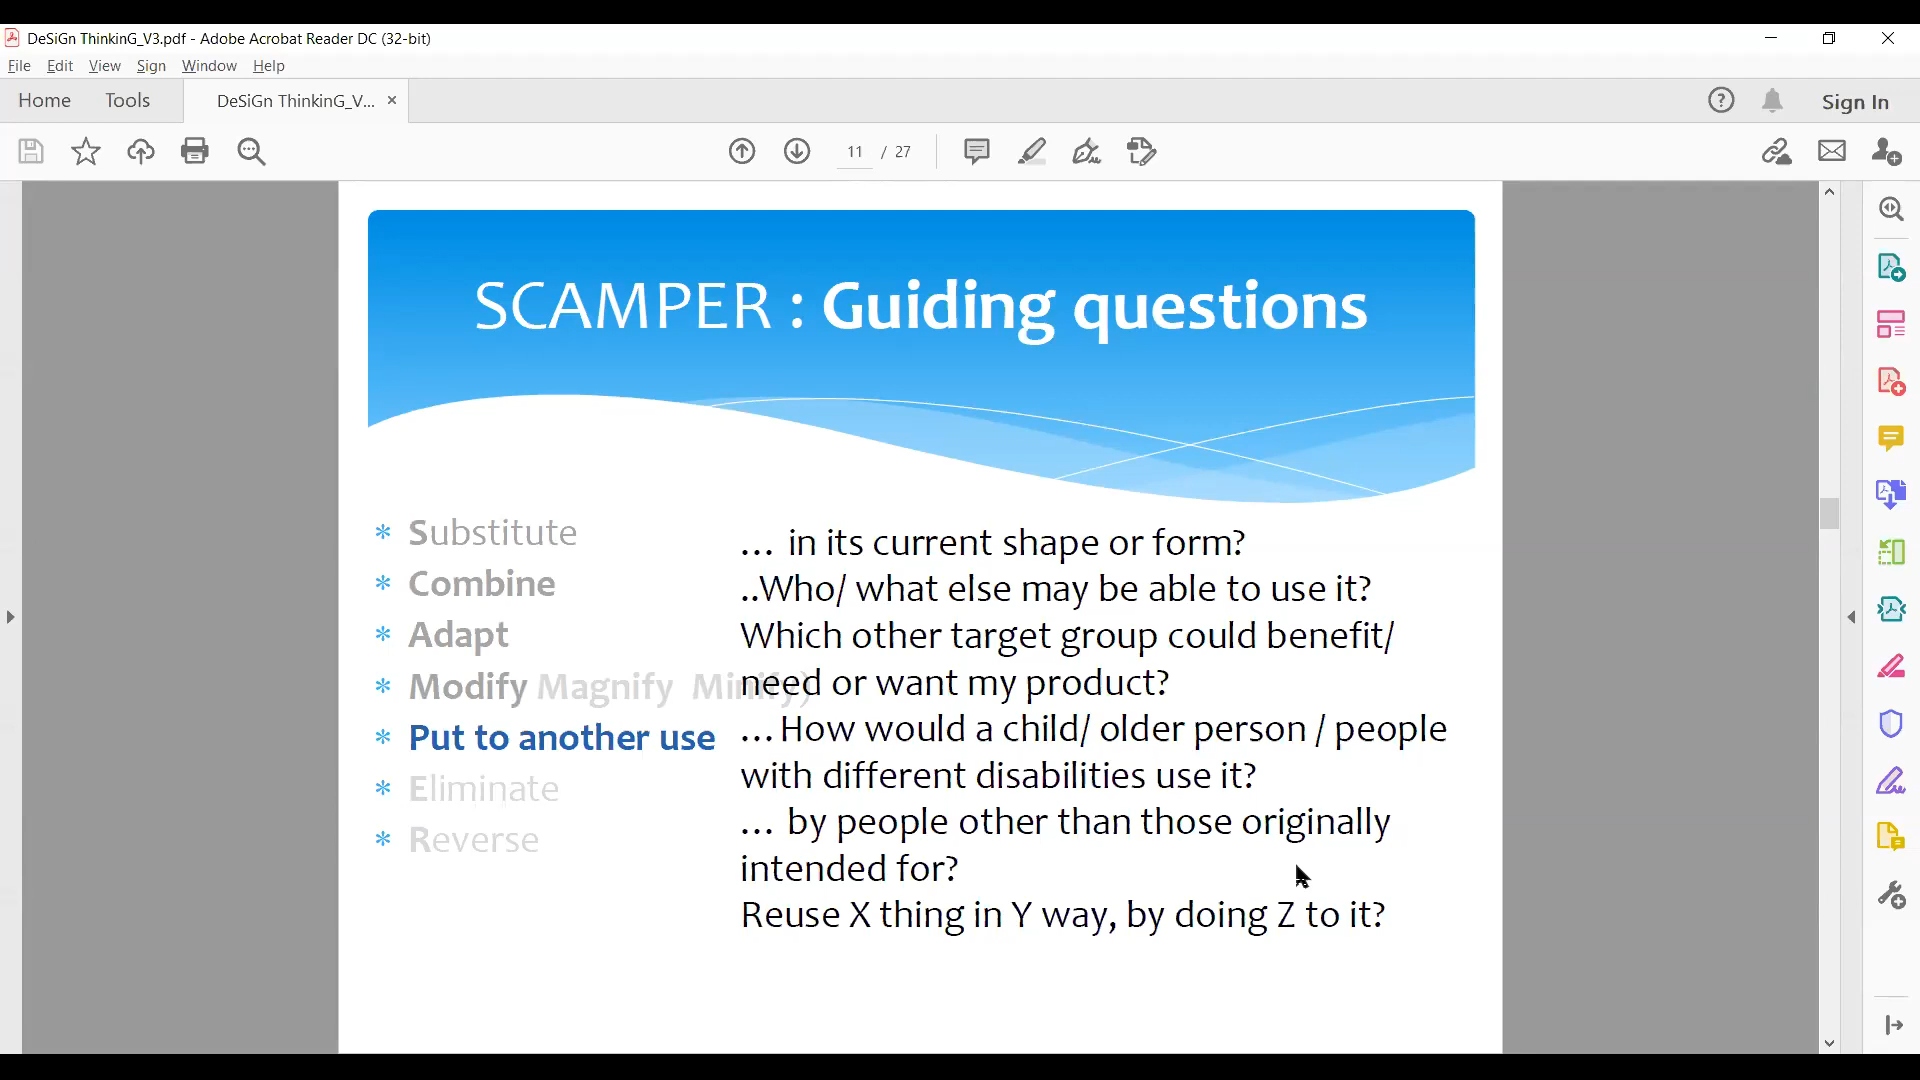 DeSiGn ThinkinG_V3.pdf - Adobe Acrobat Reader DC (32-bit)
File Edit View Sign Window Help
Home Tools DeSiGn ThinkinG_V... × Sign In
11 / 27
SCAMPER : Guiding questions
* Substitute
* Combine
* Adapt
* Modify Magnify Minify)
* Put to another use
* Eliminate
* Reverse
... in its current shape or form?
..Who/ what else may be able to use it?
Which other target group could benefit/
need or want my product?
...How would a child/ older person / people
with different disabilities use it?
... by people other than those originally
intended for?
Reuse X thing in Y way, by doing Z to it?